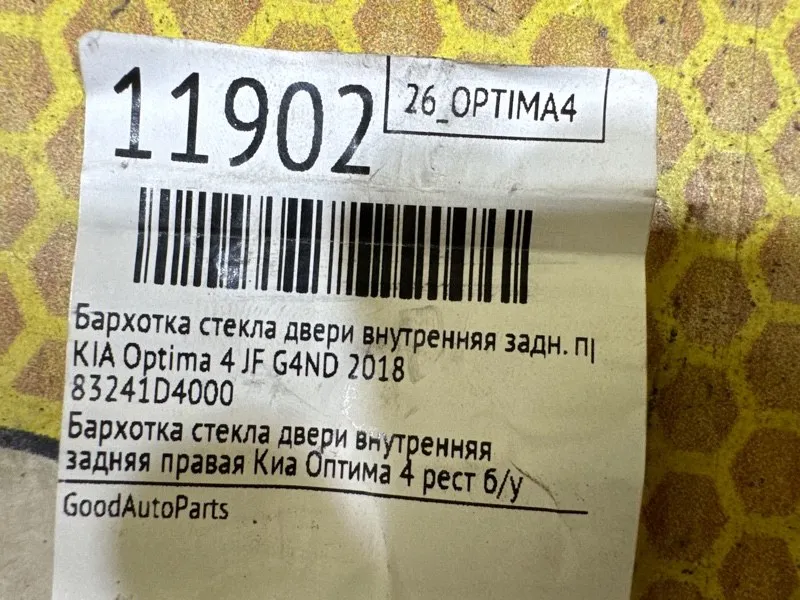 11902
26_OPTIMA4
Бархотка стекла двери внутренняя задн.
KIA Optima 4 JF G4ND 2018
83241D4000
Бархотка стекла двери внутренняя
задняя правая Киа Оптима 4 рест б/у
GoodAutoParts